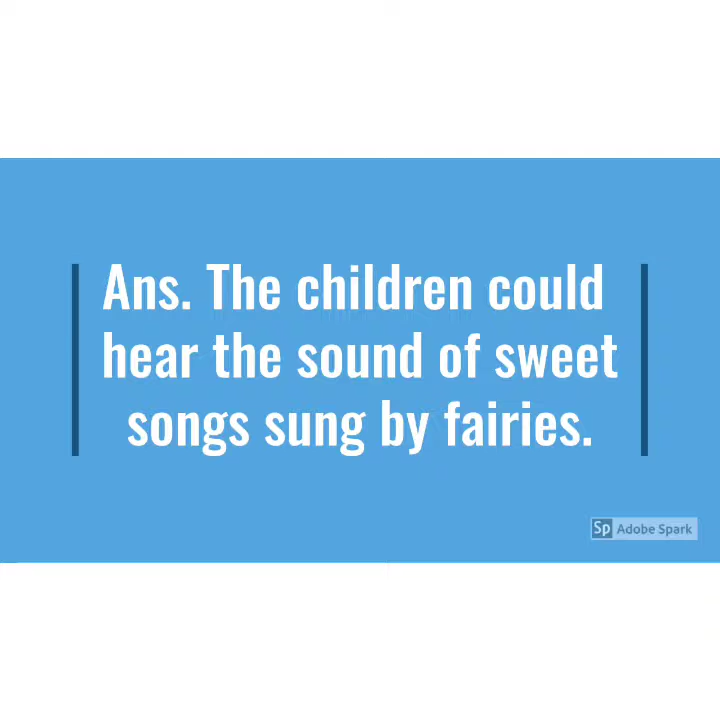 Ans. The children could
hear the sound of sweet
songs sung by fairies.
Sp Adobe Spark